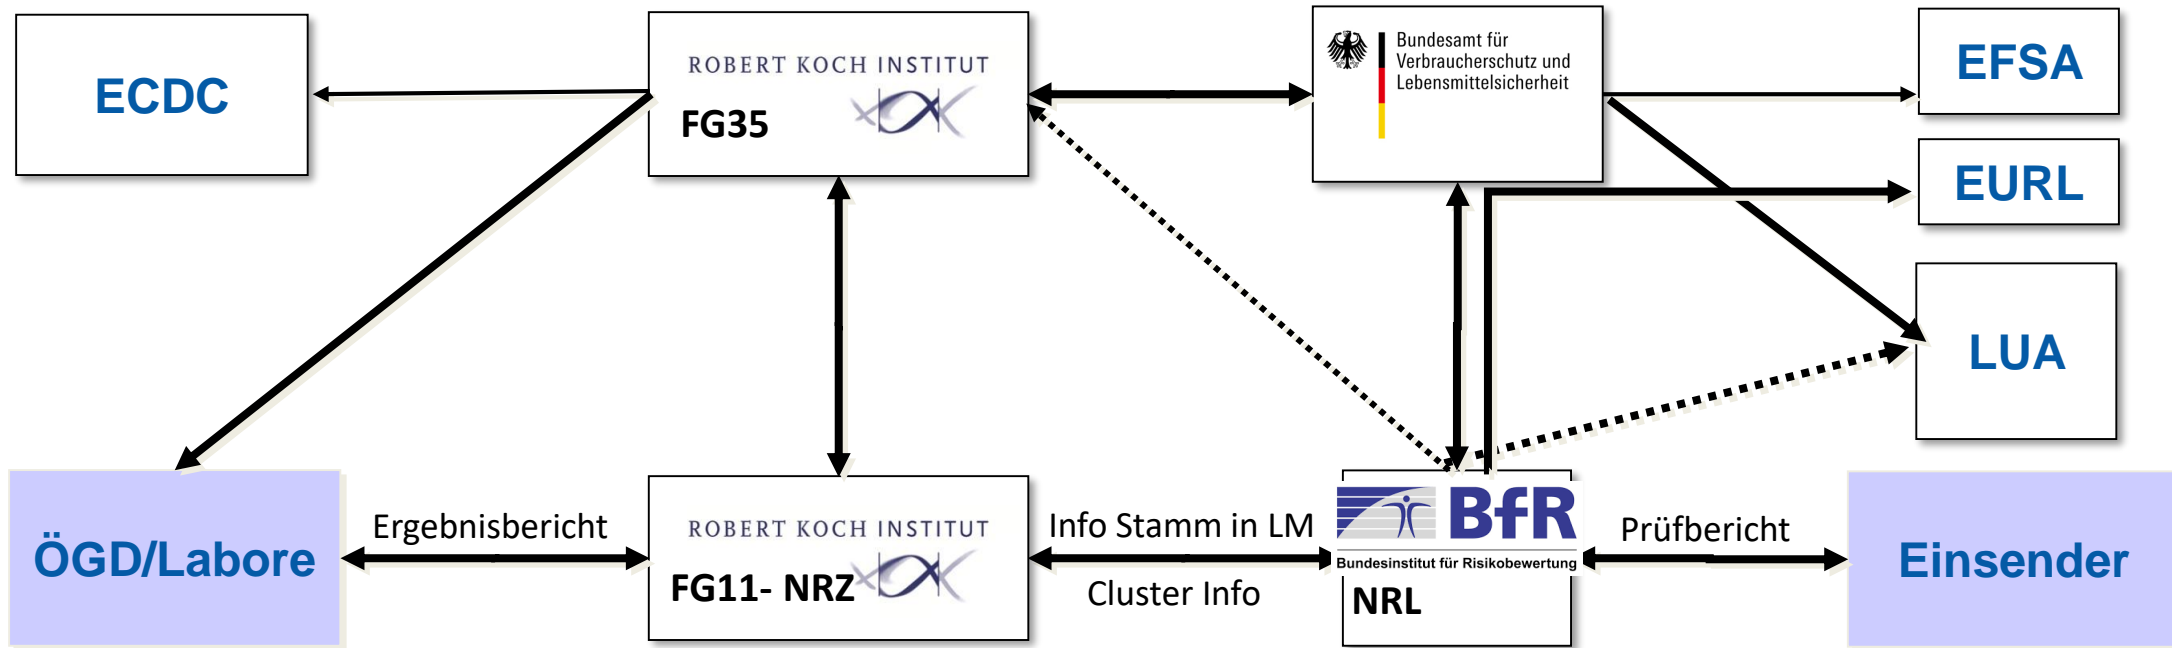 ECDC
ROBERT KOCH INSTITUT
FG35
Bundesamt für
Verbraucherschutz und
Lebensmittelsicherheit
EFSA
EURL
LUA
ÖGD/Labore
Ergebnisbericht
ROBERT KOCH INSTITUT
FG11- NRZ
Info Stamm in LM
Cluster Info
BfR
Bundesinstitut für Risikobewertung
NRL
Prüfbericht
Einsender